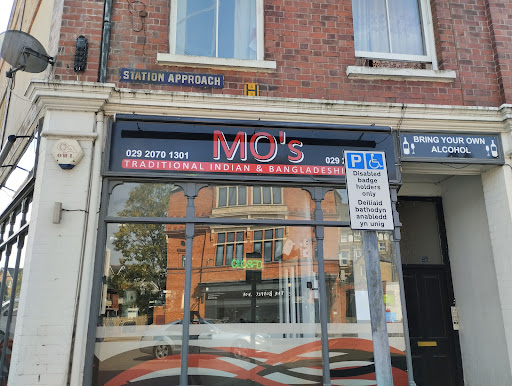 STATION APPROACH
H
MO's
029 2070 1301
029 2
TRADITIONAL INDIAN & BANGLADESHI
BRING YOUR OWN
ALCOHOL
P
Disabled
badge
holders
only
Deiliaid
bathodyn
anabledd
yn unig
CLOSED